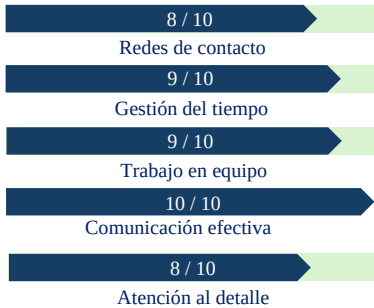 8 / 10
Redes de contacto
9 / 10
Gestión del tiempo
9 / 10
Trabajo en equipo
10 / 10
Comunicación efectiva
8 / 10
Atención al detalle